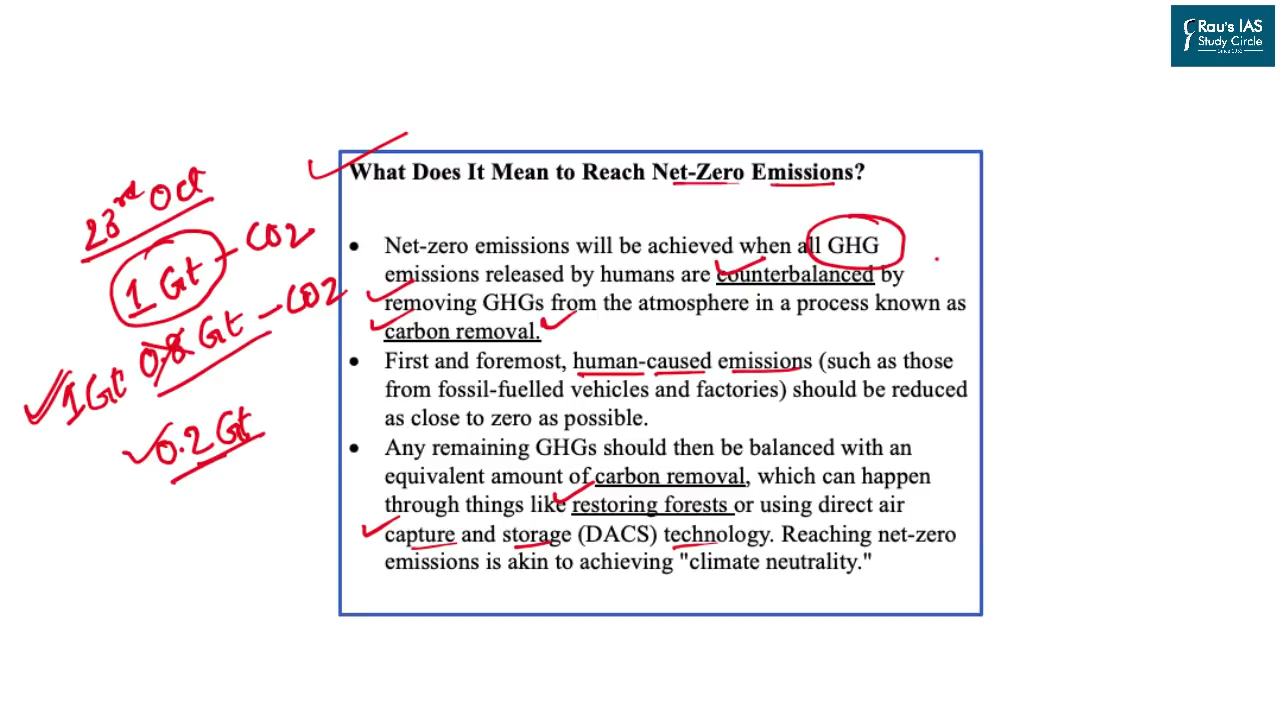 Rau's IAS
Study Circle
What Does It Mean to Reach Net-Zero Emissions?
23rd Oct
1 Gt - CO2
0.8 Gt - CO2
1Gt
0.2 Gt
• Net-zero emissions will be achieved when all GHG
emissions released by humans are counterbalanced by
removing GHGs from the atmosphere in a process known as
carbon removal.
• First and foremost, human-caused emissions (such as those
from fossil-fuelled vehicles and factories) should be reduced
as close to zero as possible.
• Any remaining GHGs should then be balanced with an
equivalent amount of carbon removal, which can happen
through things like restoring forests or using direct air
capture and storage (DACS) technology. Reaching net-zero
emissions is akin to achieving "climate neutrality."